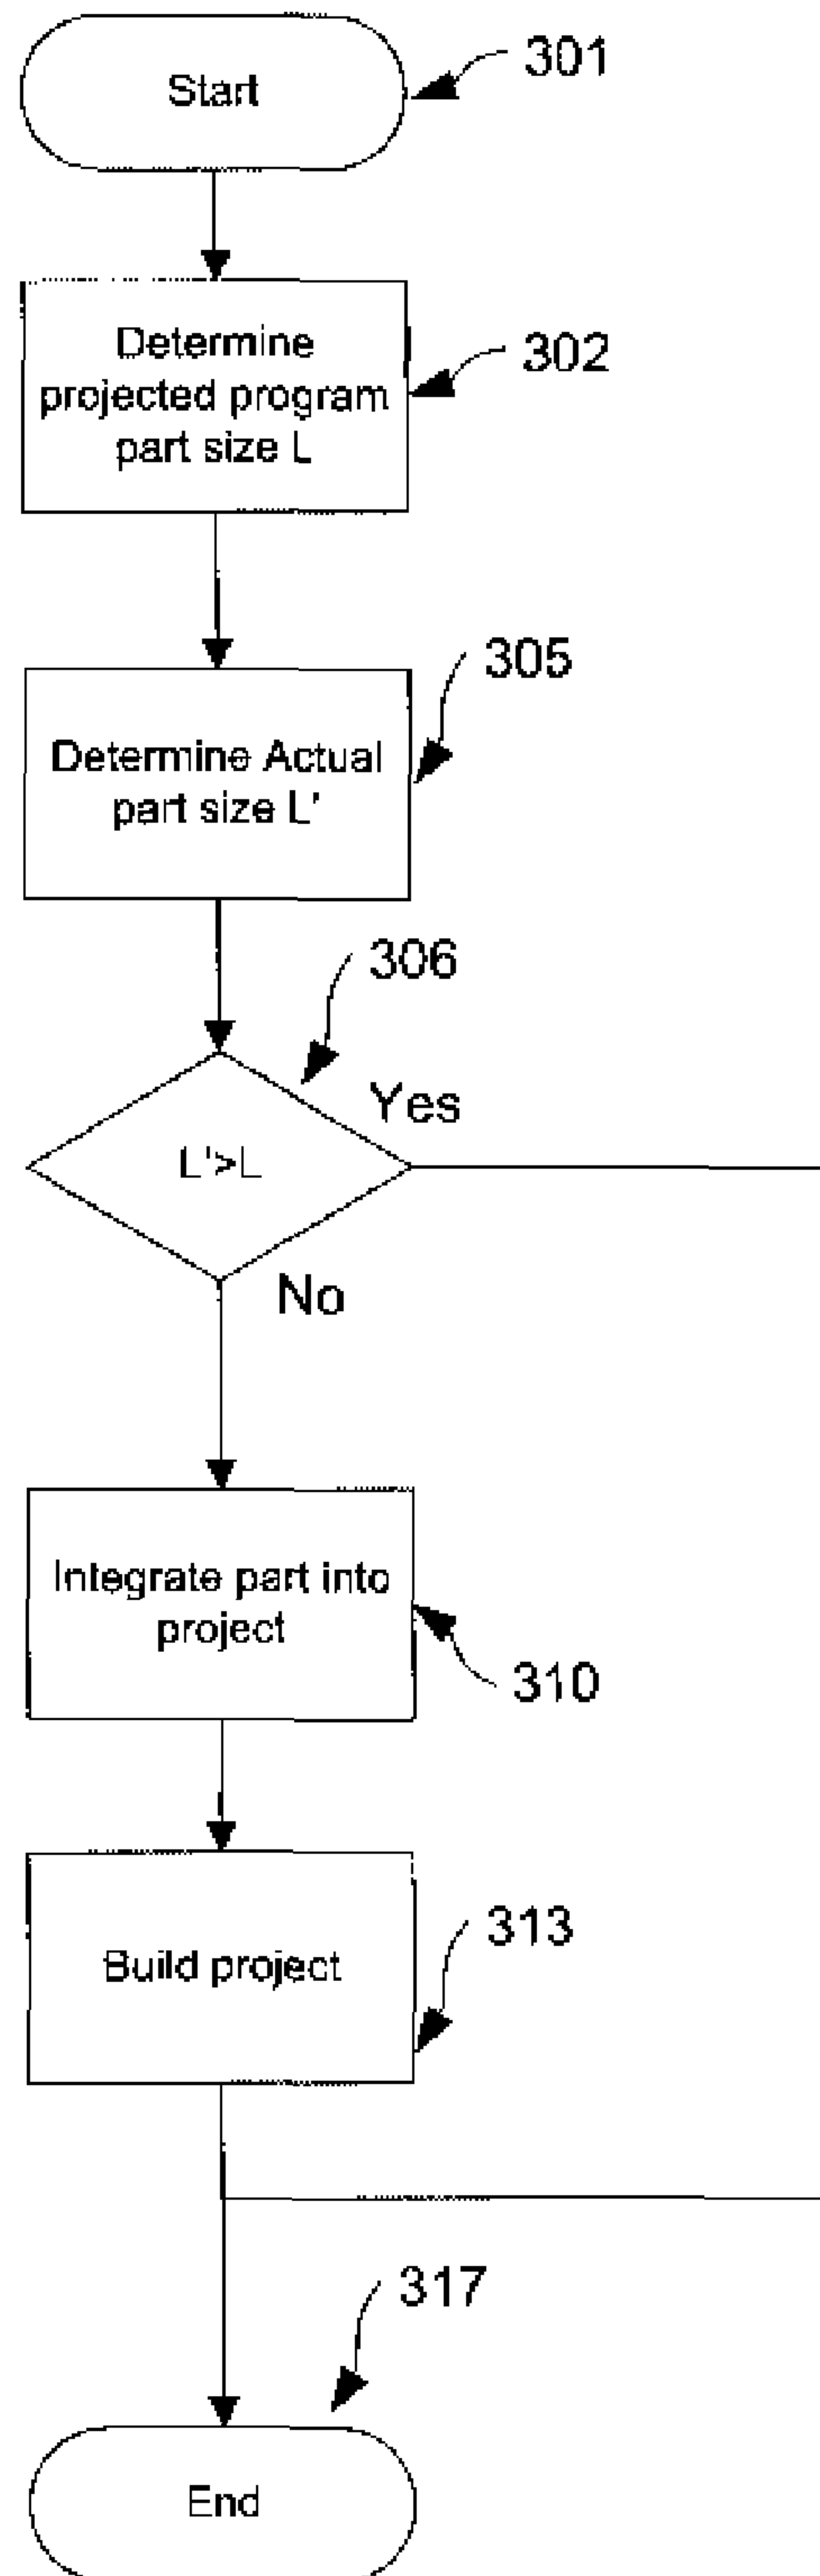 Start
301
Determine
projected program
part size L
302
305
Determine Actual
part size L'
306
Yes
L'>L
No
Integrate part into
project
310
313
Build project
317
End